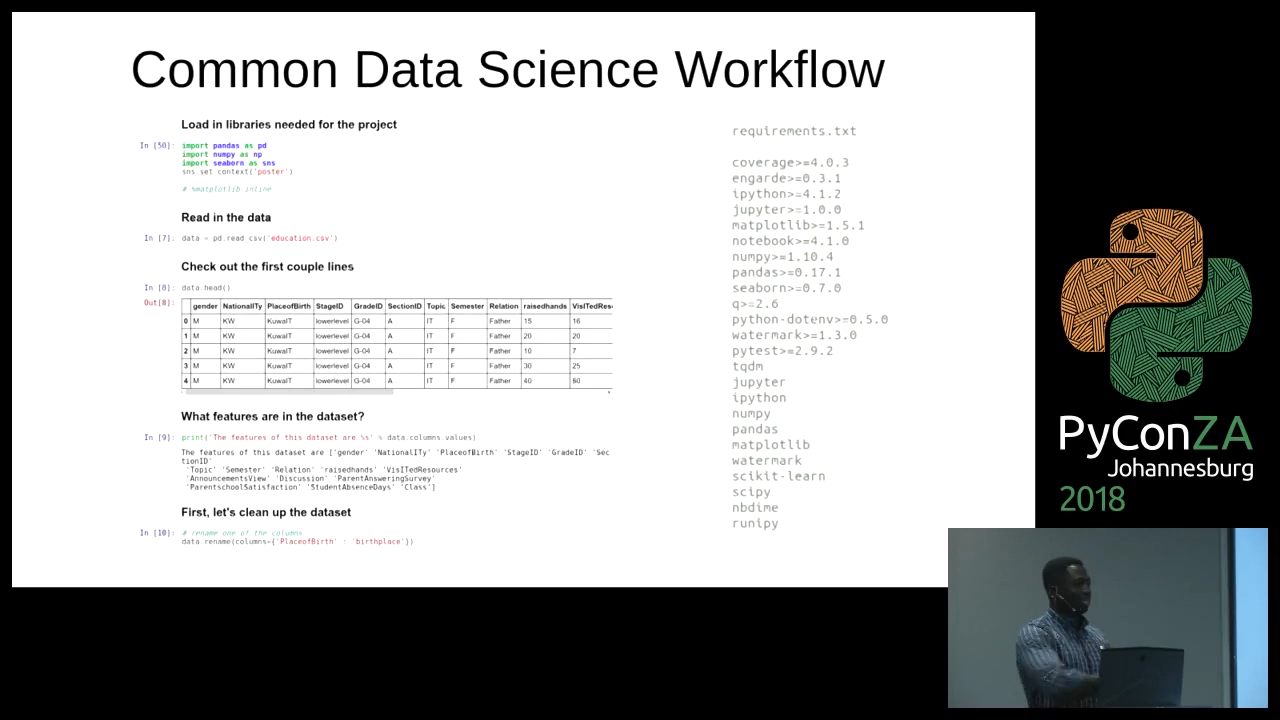 Common Data Science Workflow
Load in libraries needed for the project
In [50]: import pandas as pd
import numpy as np
import seaborn as sns
sns set context('poster')
# %matplotlib inline
Read in the data
In [7]: data = pd.read csv('education.csv')
Check out the first couple lines
In [8]: data head()
Out[8]: gender NationalITy PlaceofBirth StageID GradeID SectionID Topic Semester Relation raisedhands VisITedRes
0 M KW KuwaIT lowerlevel G-04 A IT F Father 15 16
1 M KW KuwaIT lowerlevel G-04 A IT F Father 20 20
2 M KW KuwaIT lowerlevel G-04 A IT F Father 10 7
3 M KW KuwaIT lowerlevel G-04 A IT F Father 30 25
4 M KW KuwaIT lowerlevel G-04 A IT F Father 40 50
What features are in the dataset?
In [9]: print('The features of this dataset are %s' % data.columns.values)
The features of this dataset are ['gender' 'NationalITy' 'PlaceofBirth' 'StageID' 'GradeID' 'Sec
tionID'
'Topic' 'Semester' 'Relation' 'raisedhands' 'VisITedResources'
'AnnouncementsView' 'Discussion' 'ParentAnsweringSurvey'
'ParentschoolSatisfaction' 'StudentAbsenceDays' 'Class']
First, let's clean up the dataset
In [10]: # rename one of the columns
data rename(columns={'PlaceofBirth' : 'birthplace'})
requirements.txt
coverage>=4.0.3
engarde>=0.3.1
ipython>=4.1.2
jupyter>=1.0.0
matplotlib>=1.5.1
notebook>=4.1.0
numpy>=1.10.4
pandas>=0.17.1
seaborn>=0.7.0
q>=2.6
python-dotenv>=0.5.0
watermark>=1.3.0
pytest>=2.9.2
tqdm
jupyter
ipython
numpy
pandas
matplotlib
watermark
scikit-learn
scipy
nbdime
runipy
PyConZA
Johannesburg
2018